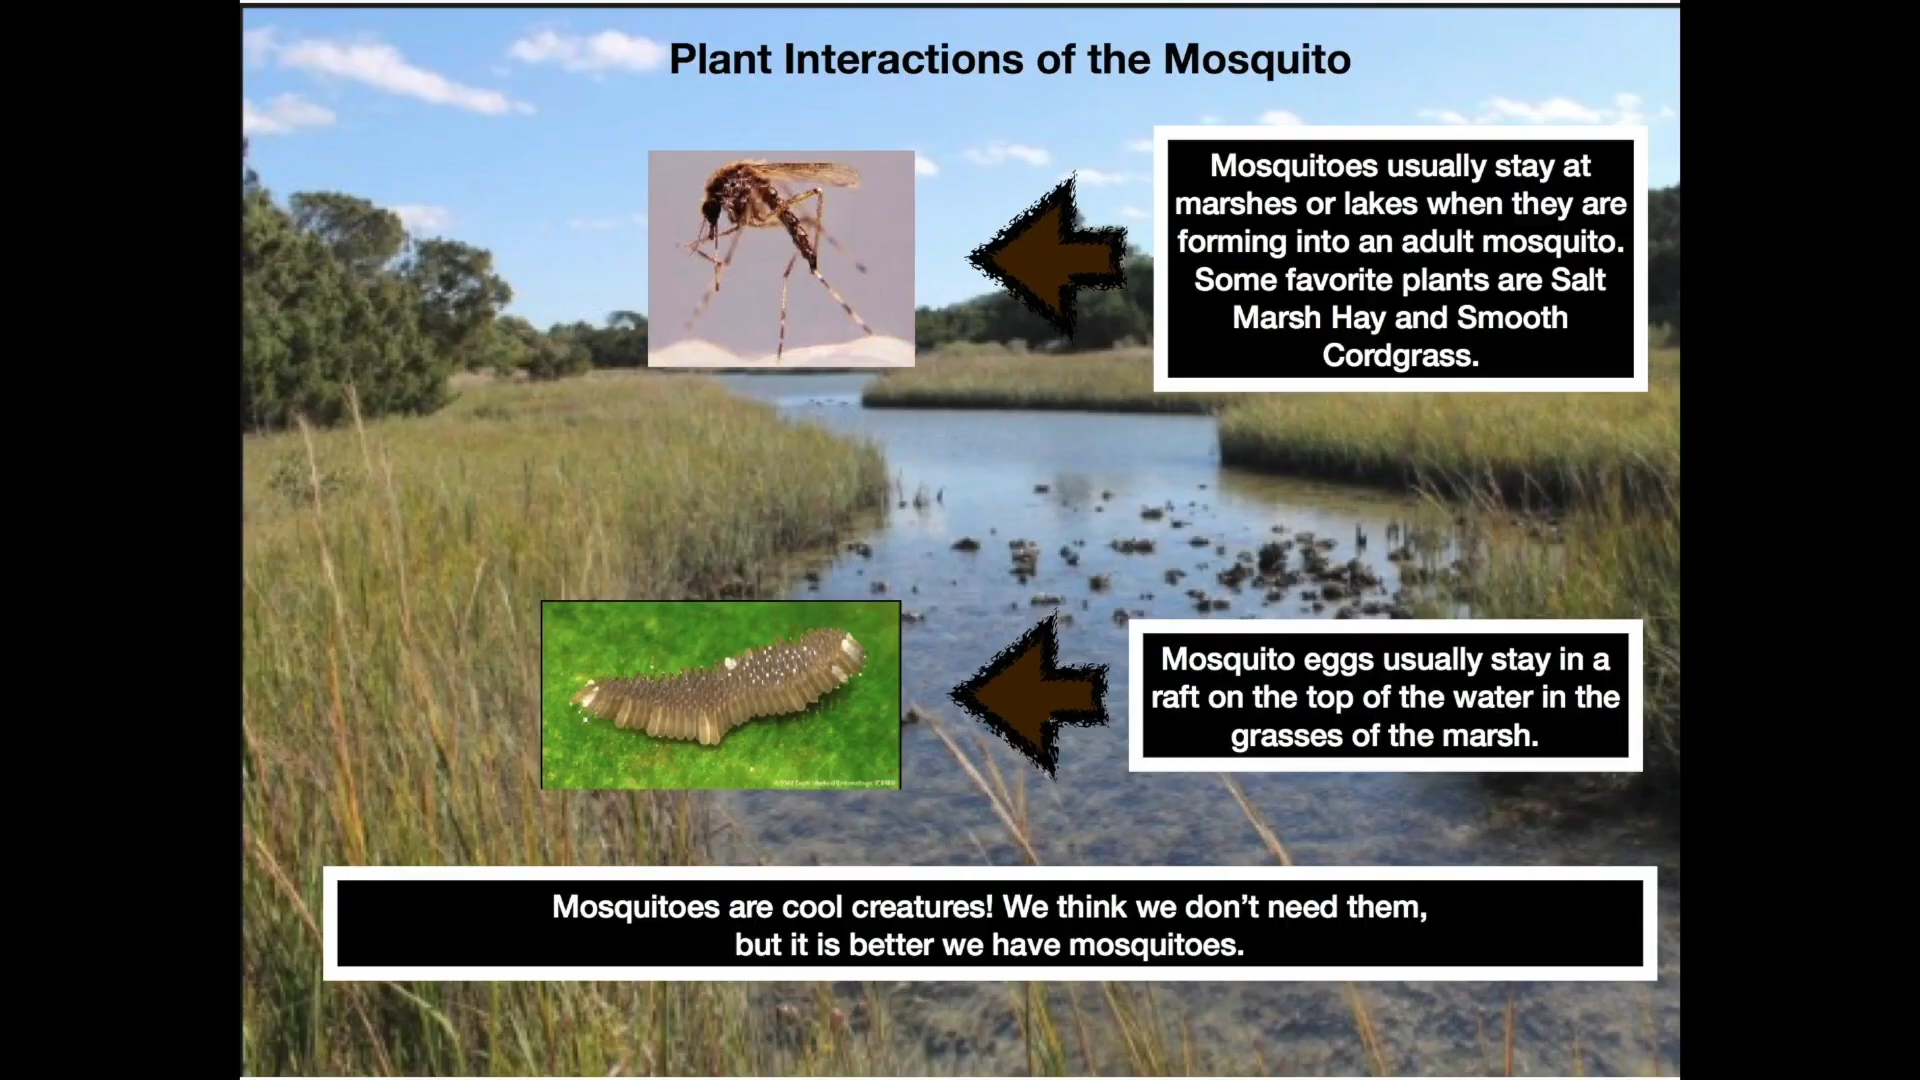 Plant Interactions of the Mosquito
Mosquitoes usually stay at
marshes or lakes when they are
forming into an adult mosquito.
Some favorite plants are Salt
Marsh Hay and Smooth
Cordgrass.
Mosquito eggs usually stay in a
raft on the top of the water in the
grasses of the marsh.
Mosquitoes are cool creatures! We think we don’t need them,
but it is better we have mosquitoes.